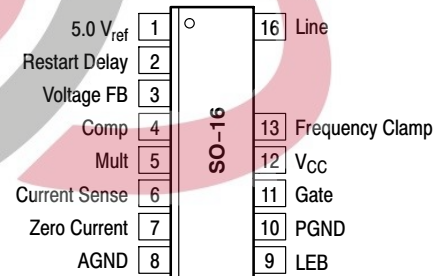 5.0 Vref 1 16 Line
Restart Delay 2
Voltage FB 3
Comp 4 13 Frequency Clamp
Mult 5 12 VCC
Current Sense 6 11 Gate
Zero Current 7 10 PGND
AGND 8 9 LEB
SO–16